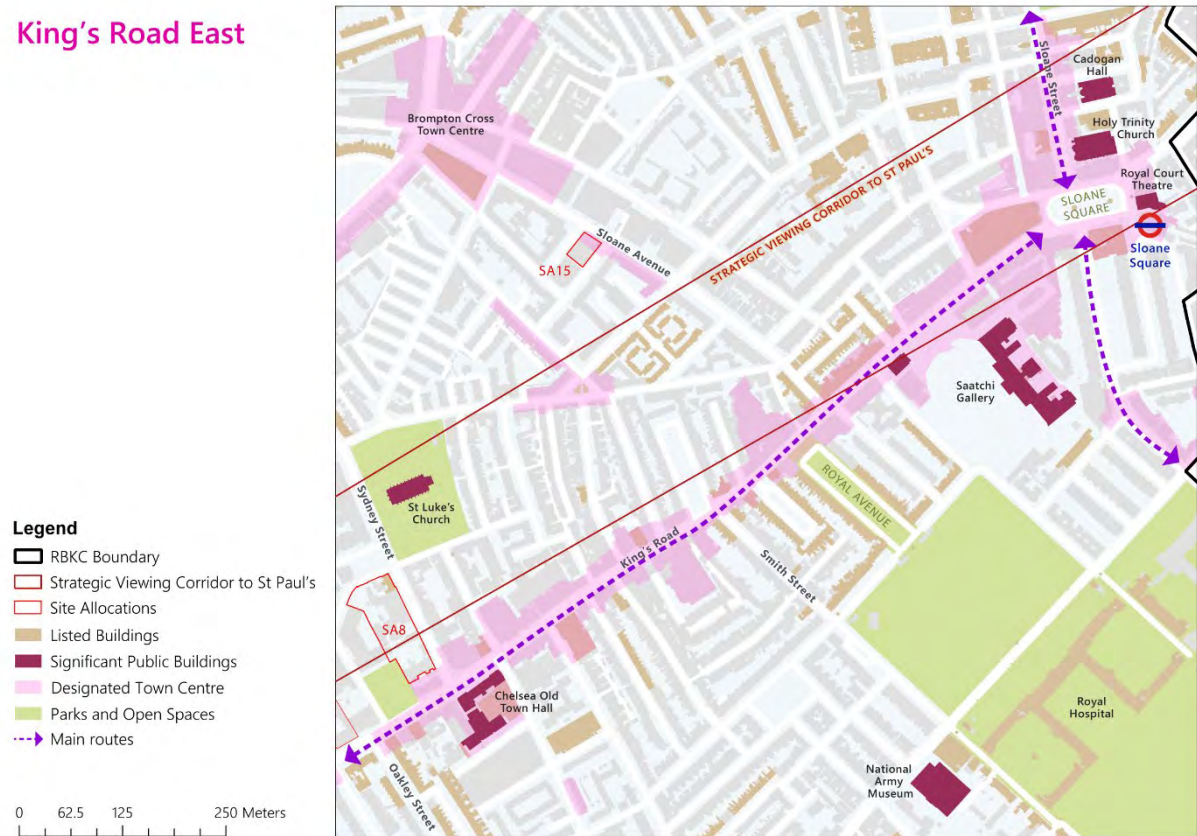 King's Road East
Legend
RBKC Boundary
Strategic Viewing Corridor to St Paul's
Site Allocations
Listed Buildings
Significant Public Buildings
Designated Town Centre
Parks and Open Spaces
Main routes
0 62.5 125 250 Meters
Brompton Cross
Town Centre
Sloane Street
Cadogan
Hall
Holy Trinity
Church
Royal Court
Theatre
SLOANE
SQUARE
Sloane
Square
STRATEGIC VIEWING CORRIDOR TO ST PAUL'S
Sloane Avenue
SA15
Saatchi
Gallery
ROYAL AVENUE
St Luke's
Church
Sydney Street
King's Road
Smith Street
SA8
Chelsea Old
Town Hall
Oakley Street
Royal
Hospital
National
Army
Museum